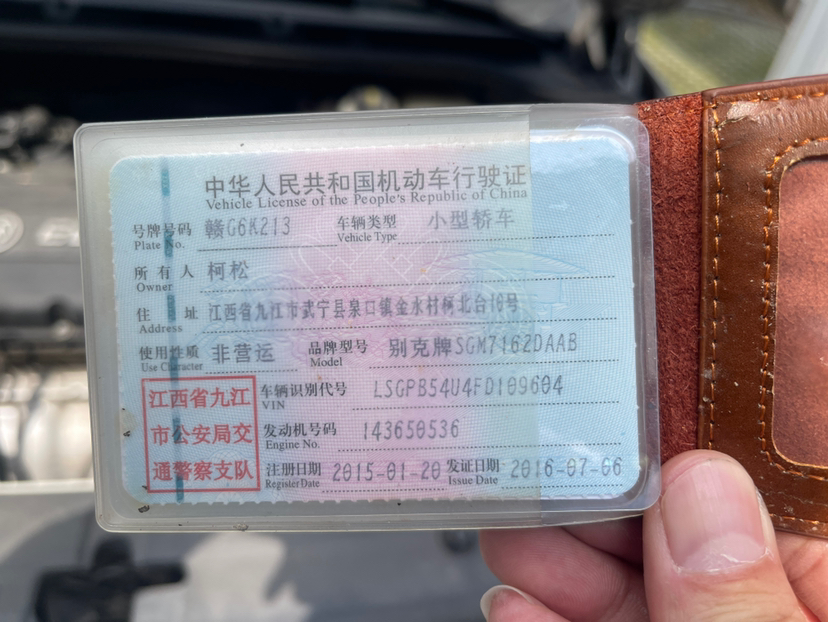 中华人民共和国机动车行驶证
Vehicle License of the People's Republic of China
号牌号码 赣G6K213 车辆类型 小型轿车
Plate No. Vehicle Type
所有人 柯松
Owner
住址 江西省九江市武宁县泉口镇金水村柯北台18号
Address
使用性质 非营运 品牌型号 别克牌SGM7162DAAB
Use Character Model
江西省九江 车辆识别代号 LSGPB54U4FD109604
VIN
市公安局交 发动机号码 143650536
Engine No.
通警察支队 注册日期 2015-01-20 发证日期 2016-07-06
Register Date Issue Date